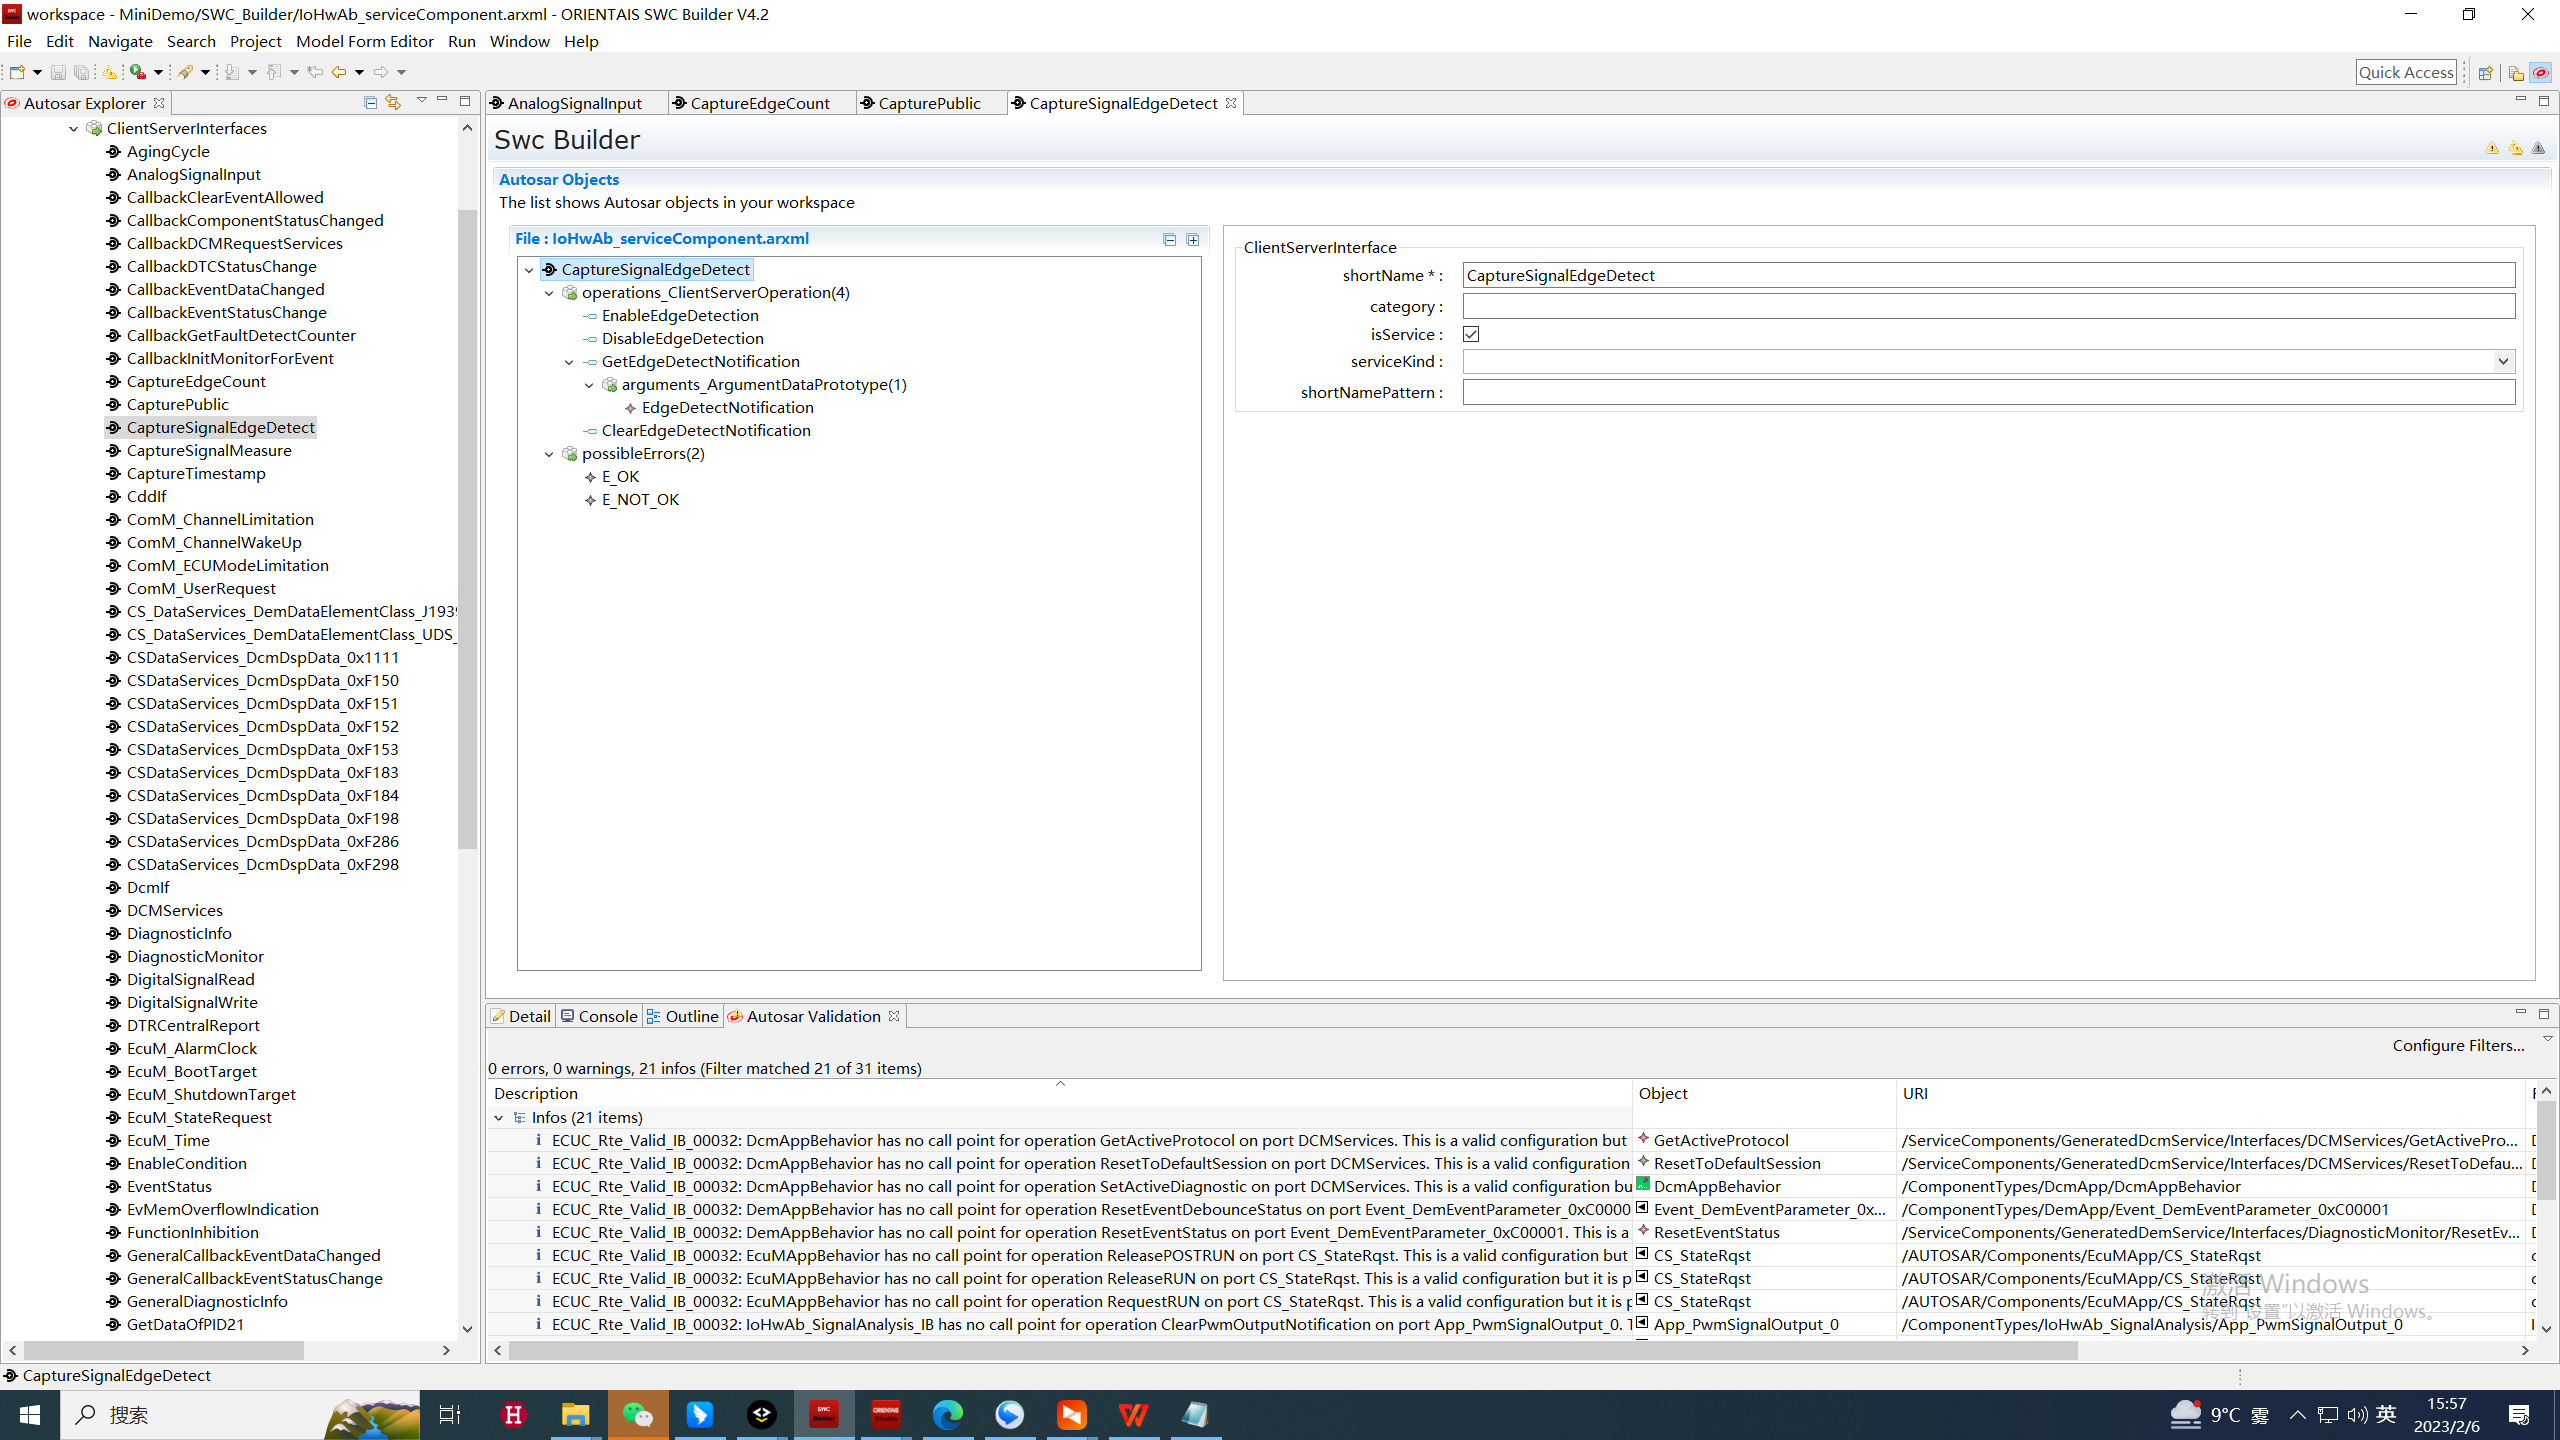 workspace - MiniDemo/SWC_Builder/IoHwAb_serviceComponent.arxml - ORIENTAIS SWC Builder V4.2
File Edit Navigate Search Project Model Form Editor Run Window Help
Quick Access
Autosar Explorer
ClientServerInterfaces
AgingCycle
AnalogSignalInput
CallbackClearEventAllowed
CallbackComponentStatusChanged
CallbackDCMRequestServices
CallbackDTCStatusChange
CallbackEventDataChanged
CallbackEventStatusChange
CallbackGetFaultDetectCounter
CallbackInitMonitorForEvent
CaptureEdgeCount
CapturePublic
CaptureSignalEdgeDetect
CaptureSignalMeasure
CaptureTimestamp
CddIf
ComM_ChannelLimitation
ComM_ChannelWakeUp
ComM_ECUModeLimitation
ComM_UserRequest
CS_DataServices_DemDataElementClass_J193
CS_DataServices_DemDataElementClass_UDS_
CSDataServices_DcmDspData_0x1111
CSDataServices_DcmDspData_0xF150
CSDataServices_DcmDspData_0xF151
CSDataServices_DcmDspData_0xF152
CSDataServices_DcmDspData_0xF153
CSDataServices_DcmDspData_0xF183
CSDataServices_DcmDspData_0xF184
CSDataServices_DcmDspData_0xF198
CSDataServices_DcmDspData_0xF286
CSDataServices_DcmDspData_0xF298
DcmIf
DCMServices
DiagnosticInfo
DiagnosticMonitor
DigitalSignalRead
DigitalSignalWrite
DTRCentralReport
EcuM_AlarmClock
EcuM_BootTarget
EcuM_ShutdownTarget
EcuM_StateRequest
EcuM_Time
EnableCondition
EventStatus
EvMemOverflowIndication
FunctionInhibition
GeneralCallbackEventDataChanged
GeneralCallbackEventStatusChange
GeneralDiagnosticInfo
GetDataOfPID21
AnalogSignalInput CaptureEdgeCount CapturePublic CaptureSignalEdgeDetect
Swc Builder
Autosar Objects
The list shows Autosar objects in your workspace
File : IoHwAb_serviceComponent.arxml
CaptureSignalEdgeDetect
operations_ClientServerOperation(4)
EnableEdgeDetection
DisableEdgeDetection
GetEdgeDetectNotification
arguments_ArgumentDataPrototype(1)
EdgeDetectNotification
ClearEdgeDetectNotification
possibleErrors(2)
E_OK
E_NOT_OK
ClientServerInterface
shortName * : CaptureSignalEdgeDetect
category :
isService :
serviceKind :
shortNamePattern :
Detail Console Outline Autosar Validation
Configure Filters...
0 errors, 0 warnings, 21 infos (Filter matched 21 of 31 items)
Description Object URI
Infos (21 items)
ECUC_Rte_Valid_IB_00032: DcmAppBehavior has no call point for operation GetActiveProtocol on port DCMServices. This is a valid configuration but GetActiveProtocol /ServiceComponents/GeneratedDcmService/Interfaces/DCMServices/GetActivePro...
ECUC_Rte_Valid_IB_00032: DcmAppBehavior has no call point for operation ResetToDefaultSession on port DCMServices. This is a valid configuration ResetToDefaultSession /ServiceComponents/GeneratedDcmService/Interfaces/DCMServices/ResetToDefau...
ECUC_Rte_Valid_IB_00032: DcmAppBehavior has no call point for operation SetActiveDiagnostic on port DCMServices. This is a valid configuration bu DcmAppBehavior /ComponentTypes/DcmApp/DcmAppBehavior
ECUC_Rte_Valid_IB_00032: DemAppBehavior has no call point for operation ResetEventDebounceStatus on port Event_DemEventParameter_0xC0000 Event_DemEventParameter_0x... /ComponentTypes/DemApp/Event_DemEventParameter_0xC00001
ECUC_Rte_Valid_IB_00032: DemAppBehavior has no call point for operation ResetEventStatus on port Event_DemEventParameter_0xC00001. This is a ResetEventStatus /ServiceComponents/GeneratedDemService/Interfaces/DiagnosticMonitor/ResetEv...
ECUC_Rte_Valid_IB_00032: EcuMAppBehavior has no call point for operation ReleasePOSTRUN on port CS_StateRqst. This is a valid configuration but CS_StateRqst /AUTOSAR/Components/EcuMApp/CS_StateRqst
ECUC_Rte_Valid_IB_00032: EcuMAppBehavior has no call point for operation ReleaseRUN on port CS_StateRqst. This is a valid configuration but it is p CS_StateRqst /AUTOSAR/Components/EcuMApp/CS_StateRqst
ECUC_Rte_Valid_IB_00032: EcuMAppBehavior has no call point for operation RequestRUN on port CS_StateRqst. This is a valid configuration but it is p CS_StateRqst /AUTOSAR/Components/EcuMApp/CS_StateRqst
ECUC_Rte_Valid_IB_00032: IoHwAb_SignalAnalysis_IB has no call point for operation ClearPwmOutputNotification on port App_PwmSignalOutput_0. T App_PwmSignalOutput_0 /ComponentTypes/IoHwAb_SignalAnalysis/App_PwmSignalOutput_0
激活 Windows
转到"设置"以激活 Windows。
CaptureSignalEdgeDetect
搜索
9°C 雾 英 15:57
2023/2/6